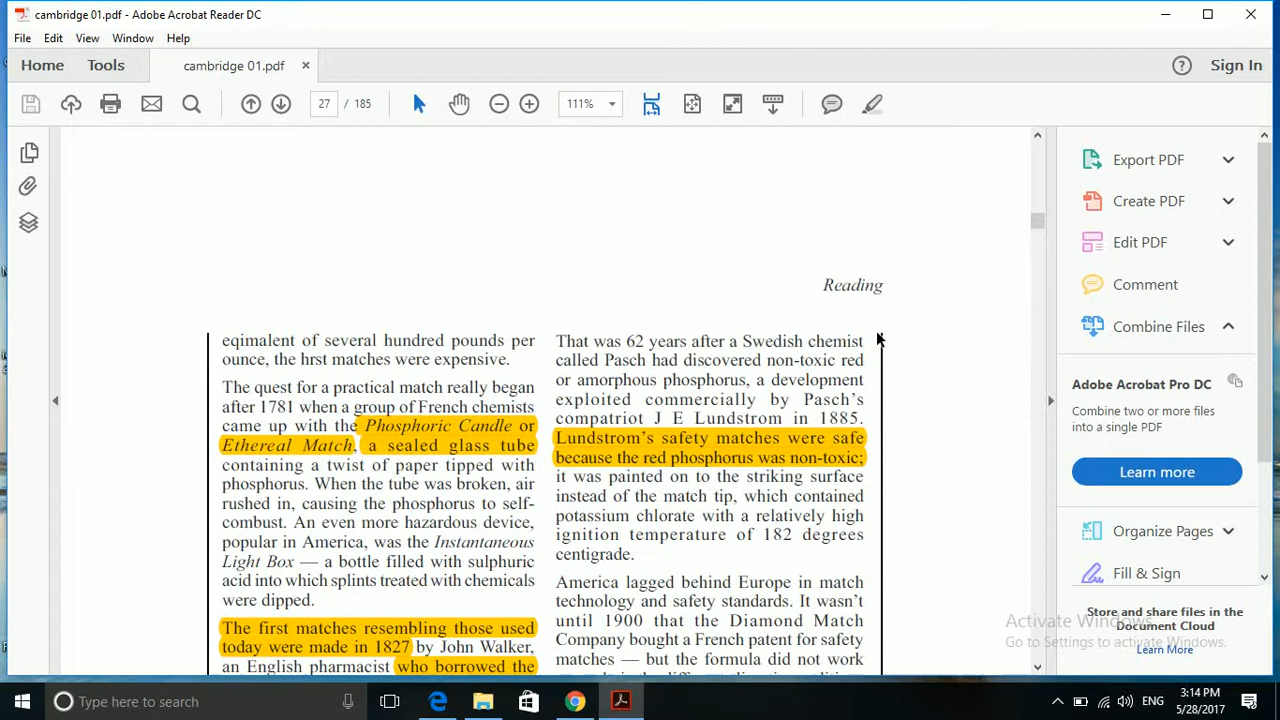 cambridge 01.pdf - Adobe Acrobat Reader DC
File Edit View Window Help
Home Tools cambridge 01.pdf × Sign In
27 / 185 111%
Export PDF
Create PDF
Edit PDF
Comment
Combine Files
Adobe Acrobat Pro DC
Combine two or more files
into a single PDF
Learn more
Organize Pages
Fill & Sign
Store and share files in the
Document Cloud
Learn More
Reading
eqimalent of several hundred pounds per
ounce, the hrst matches were expensive.
The quest for a practical match really began
after 1781 when a group of French chemists
came up with the Phosphoric Candle or
Ethereal Match, a sealed glass tube
containing a twist of paper tipped with
phosphorus. When the tube was broken, air
rushed in, causing the phosphorus to self-
combust. An even more hazardous device,
popular in America, was the Instantaneous
Light Box — a bottle filled with sulphuric
acid into which splints treated with chemicals
were dipped.
The first matches resembling those used
today were made in 1827 by John Walker,
an English pharmacist who borrowed the
That was 62 years after a Swedish chemist
called Pasch had discovered non-toxic red
or amorphous phosphorus, a development
exploited commercially by Pasch's
compatriot J E Lundstrom in 1885.
Lundstrom's safety matches were safe
because the red phosphorus was non-toxic;
it was painted on to the striking surface
instead of the match tip, which contained
potassium chlorate with a relatively high
ignition temperature of 182 degrees
centigrade.
America lagged behind Europe in match
technology and safety standards. It wasn't
until 1900 that the Diamond Match
Company bought a French patent for safety
matches — but the formula did not work
Activate Windows
Go to Settings to activate Windows.
Type here to search
ENG
3:14 PM
5/28/2017